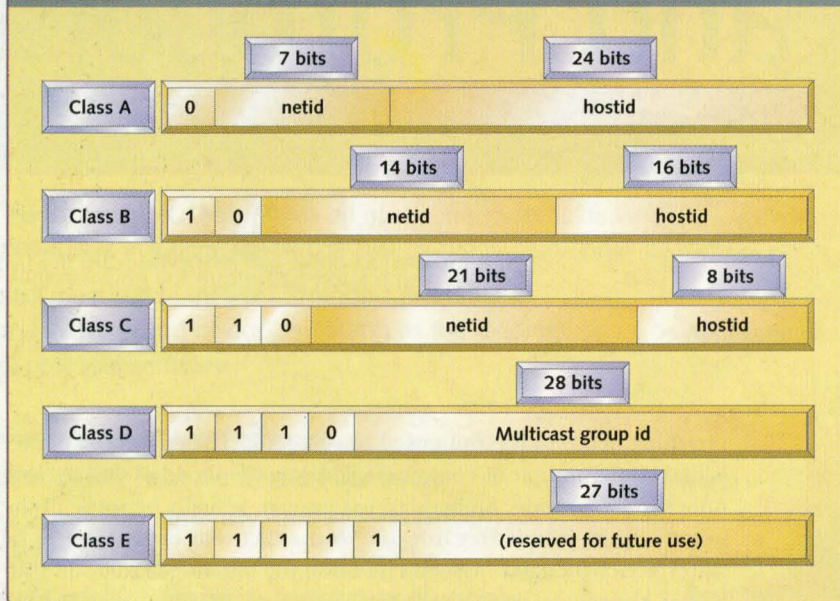 7 bits 24 bits
Class A 0 netid hostid
14 bits 16 bits
Class B 1 0 netid hostid
21 bits 8 bits
Class C 1 1 0 netid hostid
28 bits
Class D 1 1 1 0 Multicast group id
27 bits
Class E 1 1 1 1 1 (reserved for future use)